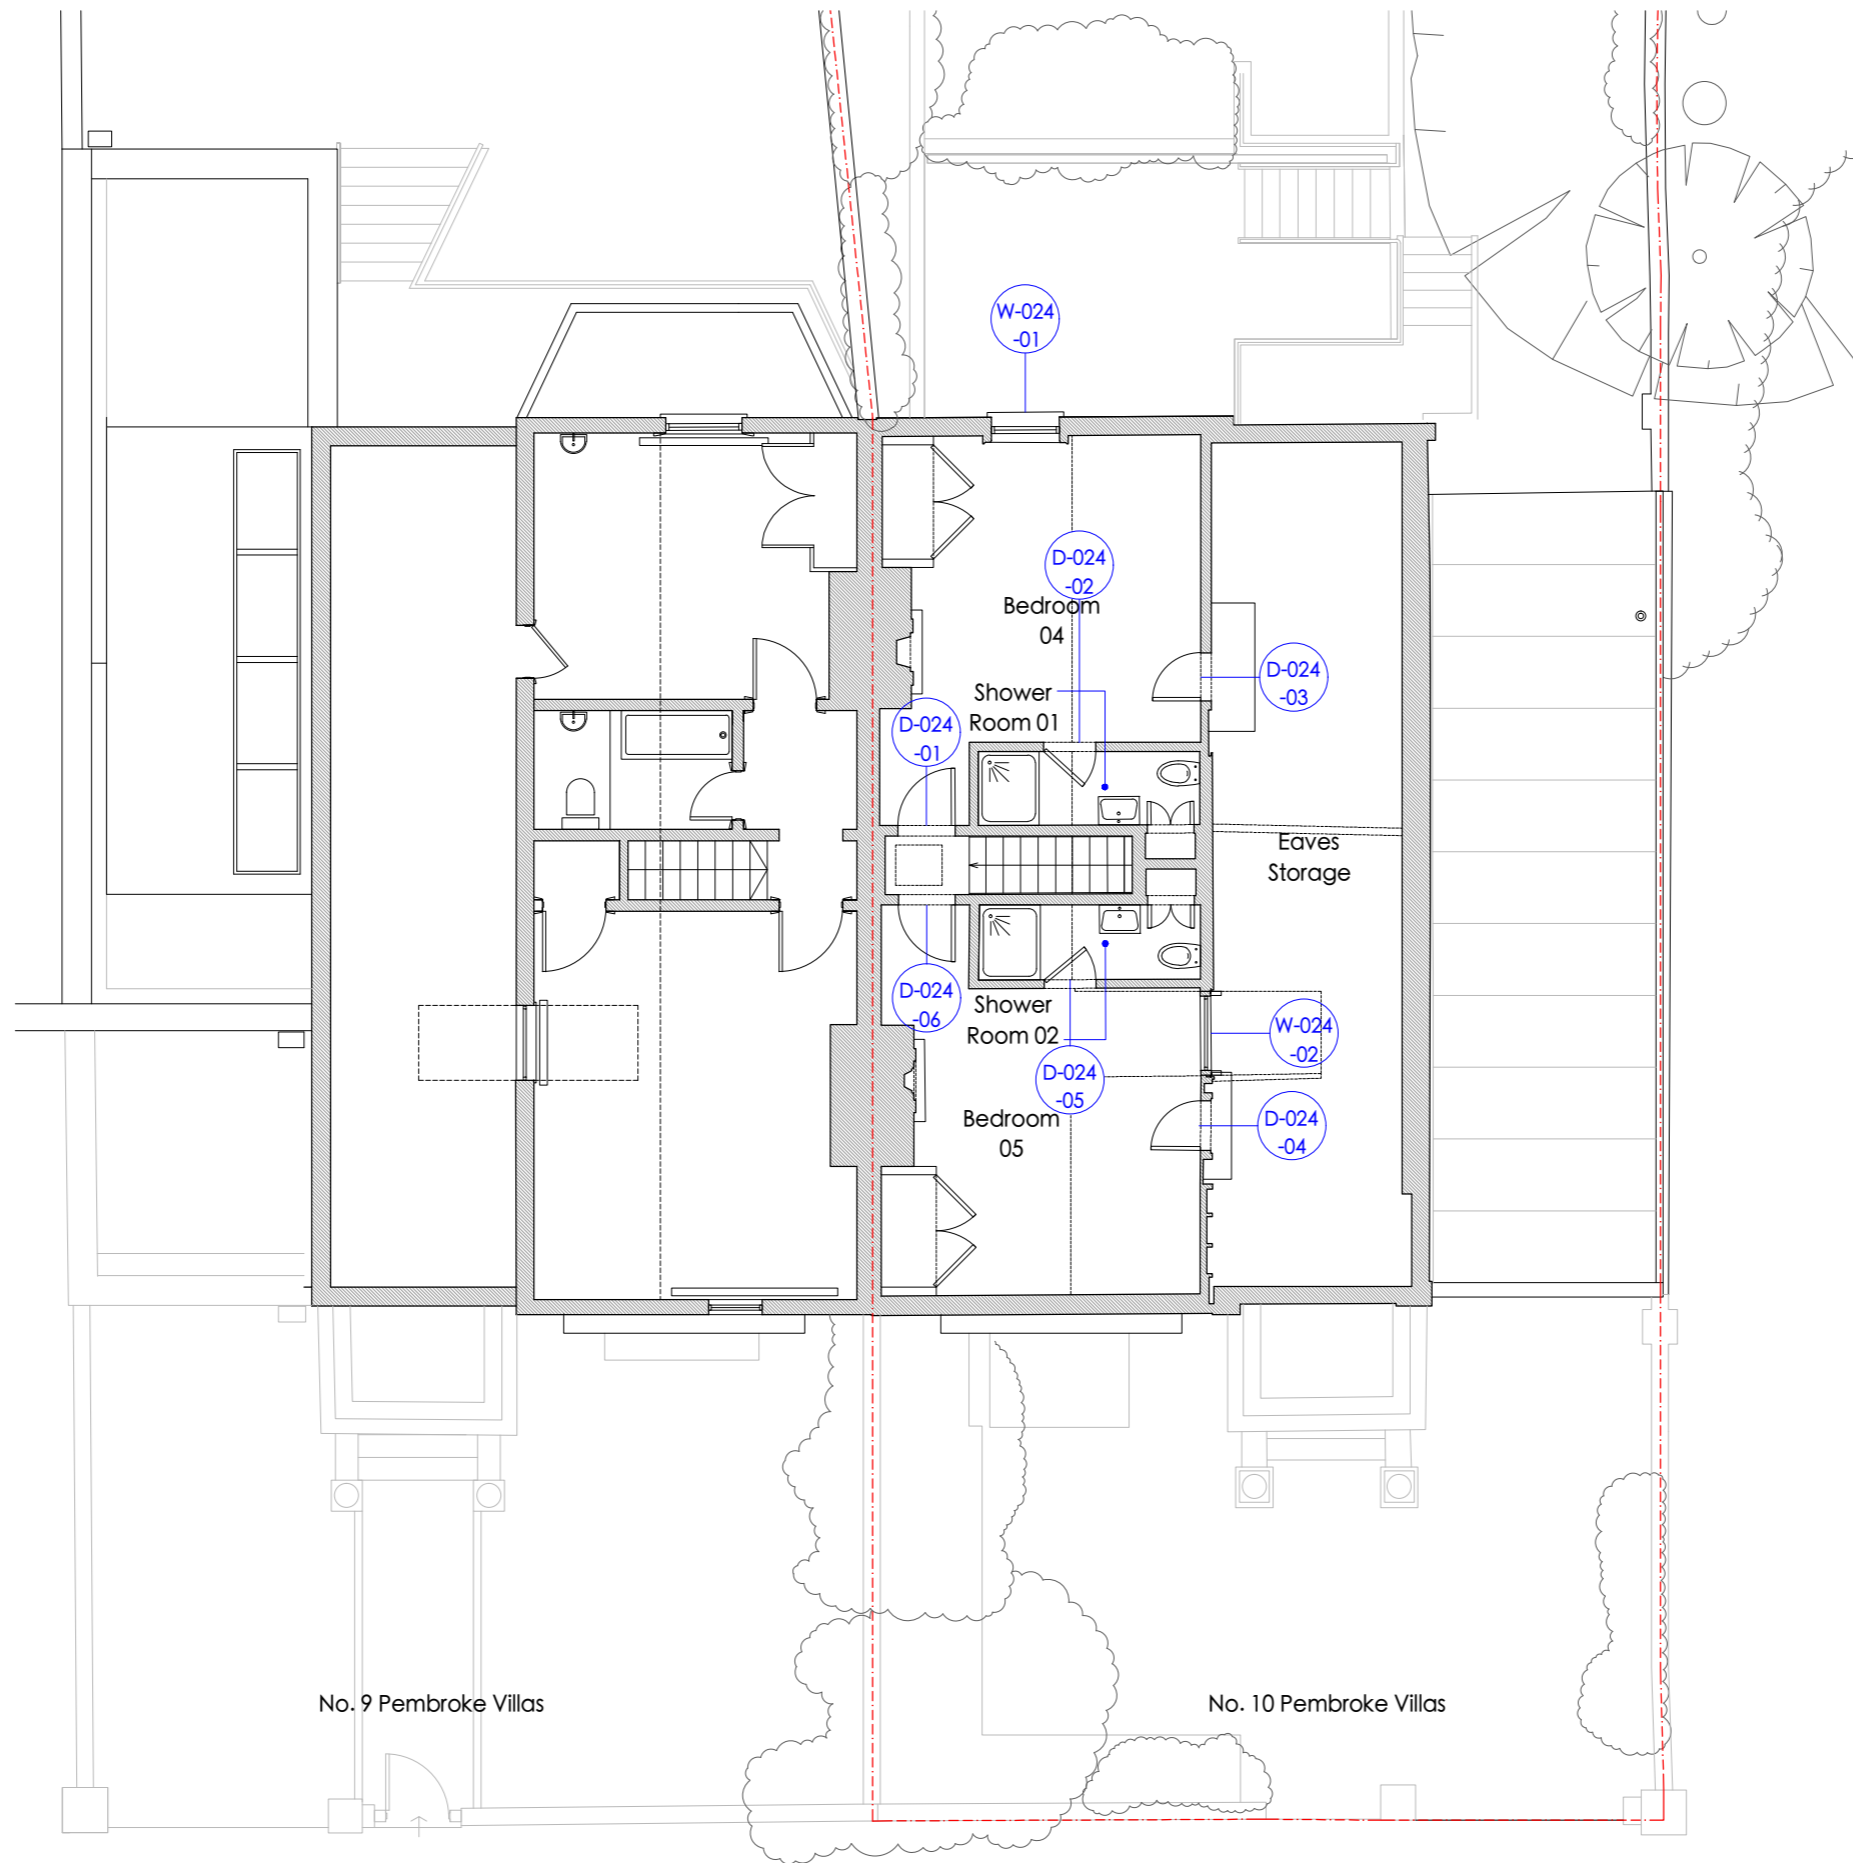 W-024
-01
D-024
-02
Bedroom
04
D-024
-03
Shower
Room 01
D-024
-01
Eaves
Storage
D-024
-06
Shower
Room 02
W-024
-02
D-024
-05
Bedroom
05
D-024
-04
No. 9 Pembroke Villas
No. 10 Pembroke Villas